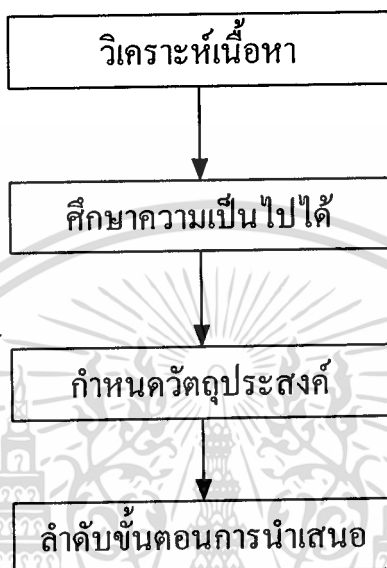 วิเคราะห์เนื้อหา
ศึกษาความเป็นไปได้
กำหนดวัตถุประสงค์
ลำดับขั้นตอนการนำเสนอ